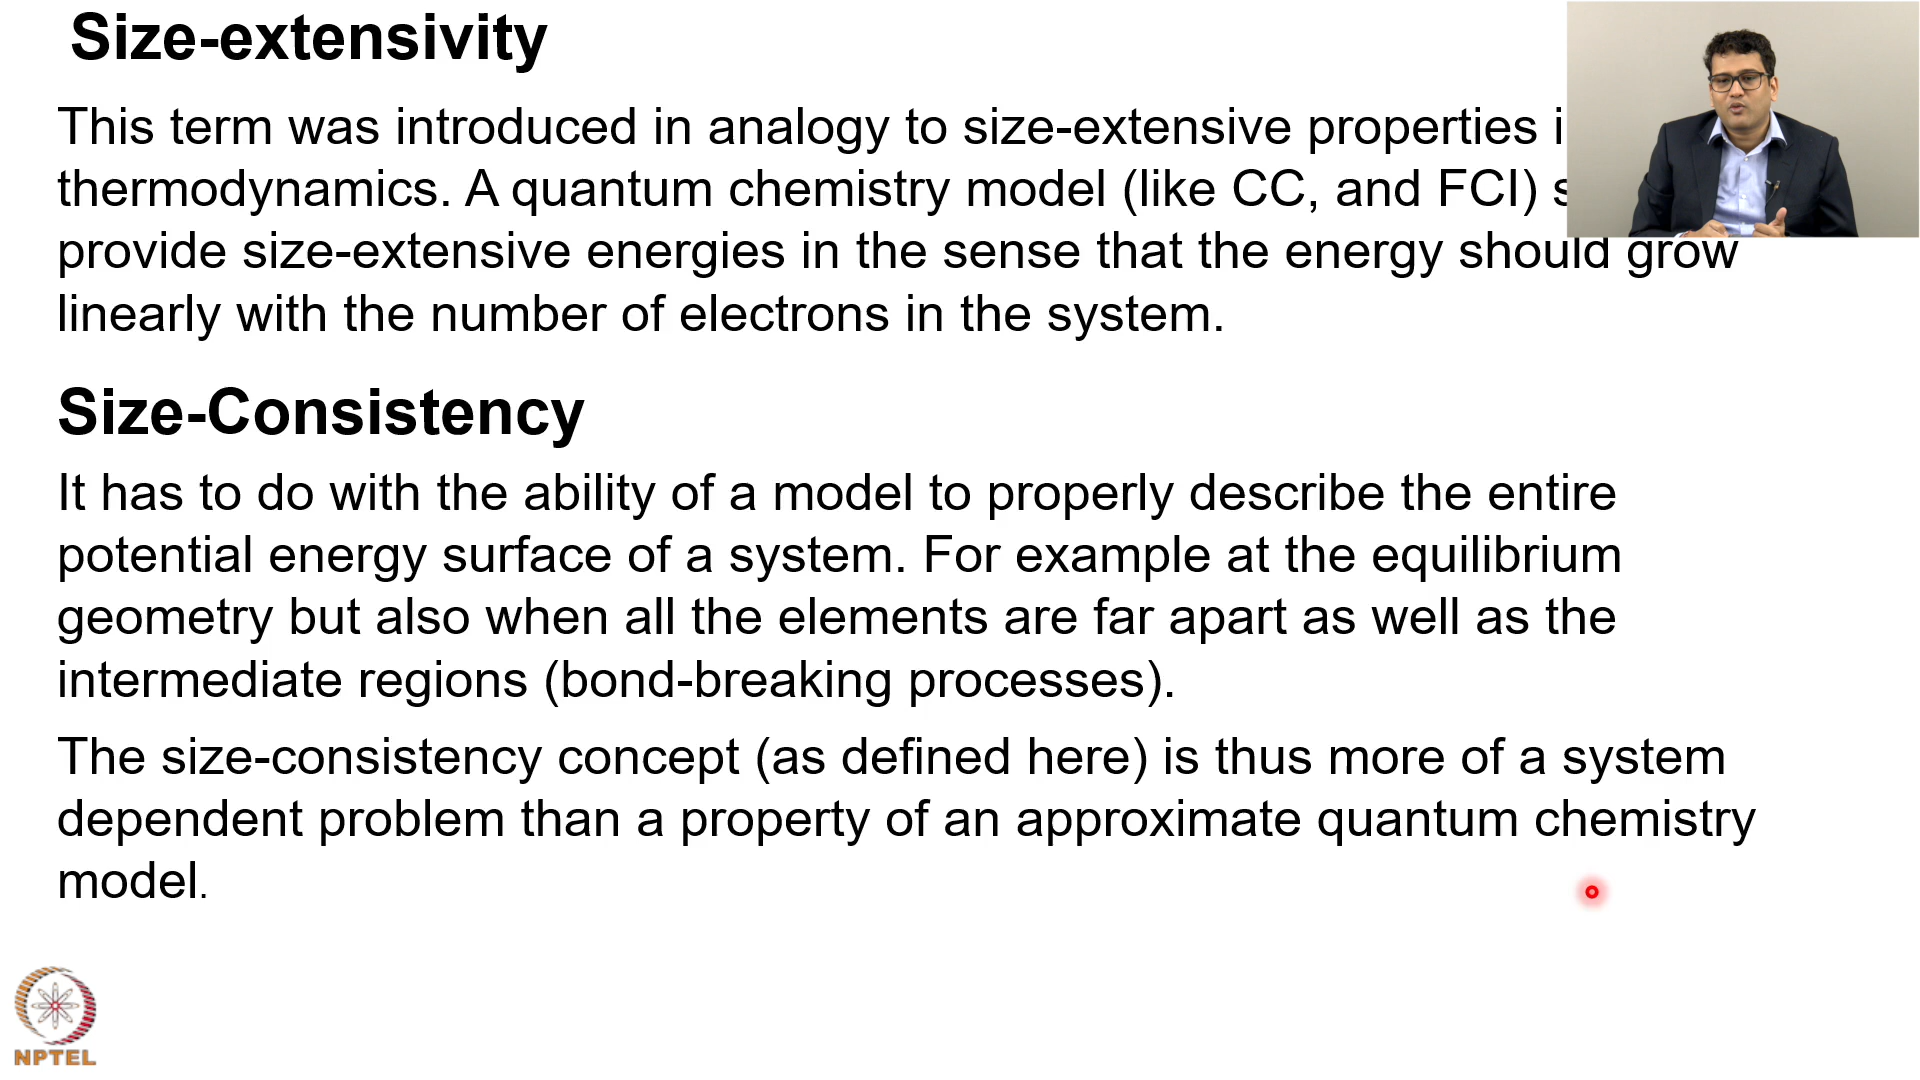 Size-extensivity
This term was introduced in analogy to size-extensive properties
thermodynamics. A quantum chemistry model (like CC, and FCI)
provide size-extensive energies in the sense that the energy should grow
linearly with the number of electrons in the system.
Size-Consistency
It has to do with the ability of a model to properly describe the entire
potential energy surface of a system. For example at the equilibrium
geometry but also when all the elements are far apart as well as the
intermediate regions (bond-breaking processes).
The size-consistency concept (as defined here) is thus more of a system
dependent problem than a property of an approximate quantum chemistry
model.
NPTEL